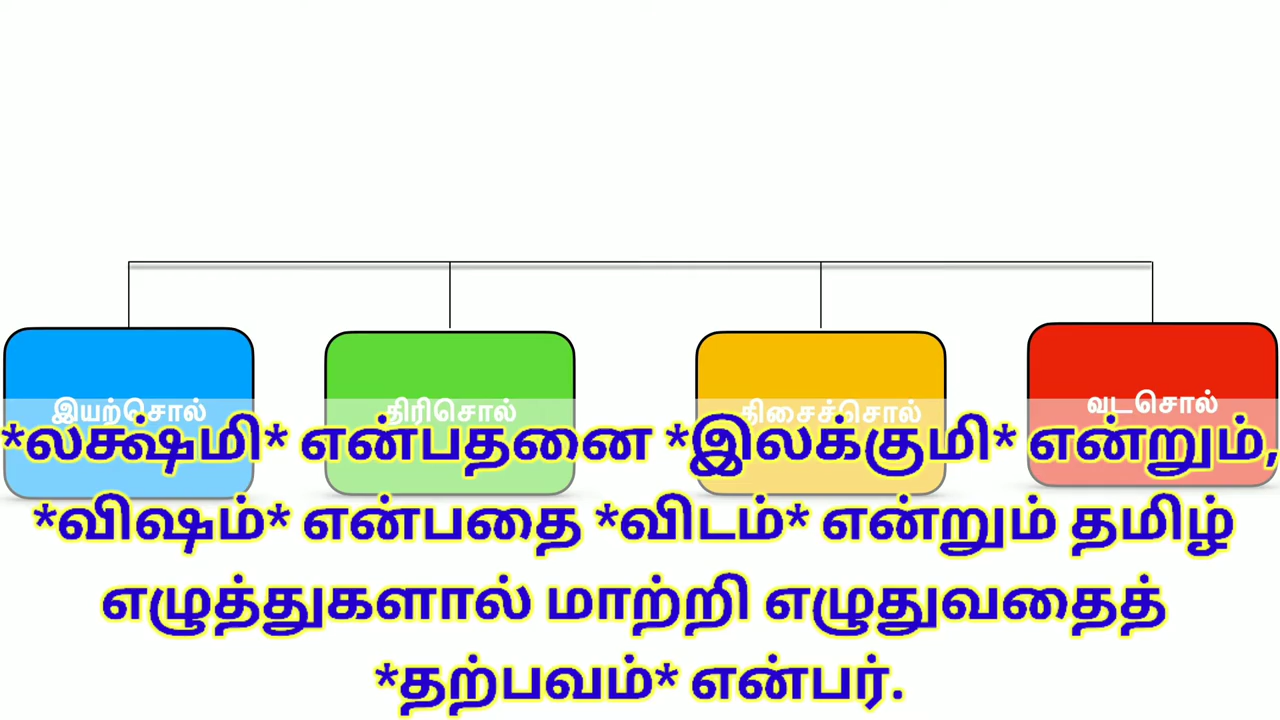 இயற்சொல்
திரிசொல்
திசைச்சொல்
வடசொல்
*லக்ஷ்மி* என்பதனை *இலக்குமி* என்றும்,
*விஷம்* என்பதை *விடம்* என்றும் தமிழ்
எழுத்துகளால் மாற்றி எழுதுவதைத்
*தற்பவம்* என்பர்.